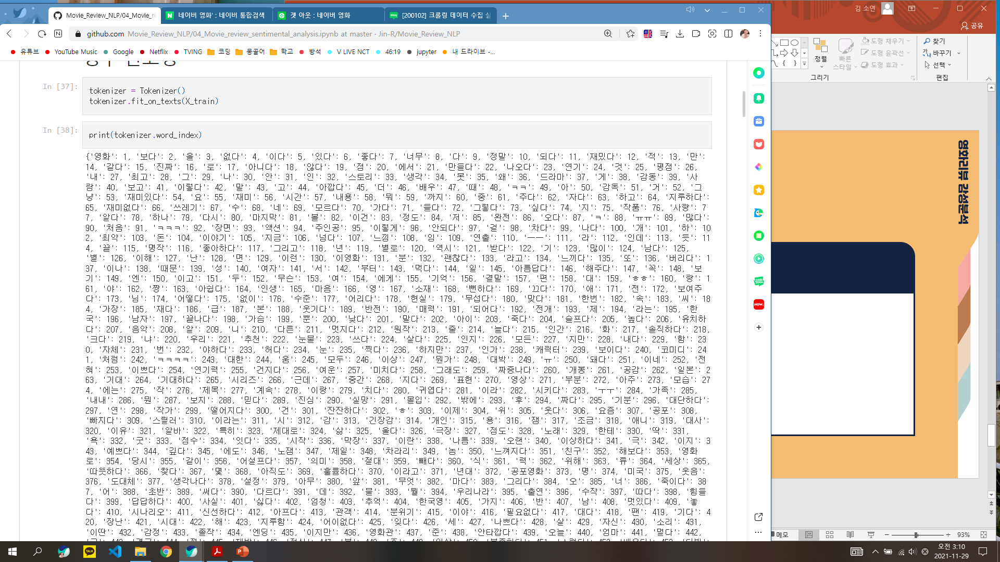 Movie_Review_NLP/04_Movie_re
네이버 영화' : 네이버 통합검색
겟 아웃 : 네이버 영화
[200102] 크롤링 데이터 수집 실
김 소연
공유
github.com Movie_Review_NLP/04_Movie_review_sentimental_analysis.ipynb at master · Jin-R/Movie_Review_NLP
유튜브 YouTube Music Google Netflix TVING 코딩 몽골어 학교 방석 V LIVE NCT 46:19 jupyter 내 드라이브 -...
정렬
빠른 스타일
도형 채우기
도형 윤곽선
도형 효과
그리기
찾기
바꾸기
선택
편집
In [37]:
tokenizer = Tokenizer()
tokenizer.fit_on_texts(X_train)
In [38]:
print(tokenizer.word_index)
{'영화': 1, '보다': 2, '을': 3, '없다': 4, '이다': 5, '있다': 6, '좋다': 7, '너무': 8, '다': 9, '정말': 10, '되다': 11, '재밌다': 12, '적': 13, '만':
14, '같다': 15, '진짜': 16, '로': 17, '아니다': 18, '않다': 19, '점': 20, '에서': 21, '만들다': 22, '나오다': 23, '연기': 24, '것': 25, '평점': 26,
'내': 27, '최고': 28, '그': 29, '나': 30, '안': 31, '인': 32, '스토리': 33, '생각': 34, '못': 35, '왜': 36, '드라마': 37, '게': 38, '감동': 39, '사
람': 40, '보고': 41, '이렇다': 42, '말': 43, '고': 44, '아깝다': 45, '더': 46, '배우': 47, '때': 48, 'ㅋㅋ': 49, '아': 50, '감독': 51, '거': 52, '그
냥': 53, '재미있다': 54, '요': 55, '재미': 56, '시간': 57, '내용': 58, '뭐': 59, '까지': 60, '중': 61, '주다': 62, '자다': 63, '하고': 64, '지루하다':
65, '재미없다': 66, '쓰레기': 67, '수': 68, '네': 69, '모르다': 70, '가다': 71, '들다': 72, '그렇다': 73, '싶다': 74, '지': 75, '작품': 76, '사랑': 7
7, '알다': 78, '하나': 79, '다시': 80, '마지막': 81, '볼': 82, '이건': 83, '정도': 84, '저': 85, '완전': 86, '오다': 87, 'ㅋ': 88, 'ㅠㅠ': 89, '많다':
90, '처음': 91, 'ㅋㅋㅋ': 92, '장면': 93, '액션': 94, '주인공': 95, '이렇게': 96, '안되다': 97, '걸': 98, '차다': 99, '나다': 100, '개': 101, '하': 10
2, '최악': 103, '돈': 104, '이야기': 105, '지금': 106, '넘다': 107, '느낌': 108, '임': 109, '연출': 110, 'ㅡㅡ': 111, '라': 112, '인데': 113, '듯': 11
4, '끝': 115, '명작': 116, '좋아하다': 117, '그리고': 118, '년': 119, '별로': 120, '역시': 121, '받다': 122, '기': 123, '많이': 124, '남다': 125,
'별': 126, '이해': 127, '난': 128, '면': 129, '이런': 130, '이영화': 131, '분': 132, '괜찮다': 133, '라고': 134, '느끼다': 135, '또': 136, '버리다': 1
37, '이나': 138, '때문': 139, '성': 140, '여자': 141, '서': 142, '부터': 143, '먹다': 144, '일': 145, '아름답다': 146, '해주다': 147, '꼭': 148, '보
기': 149, '엔': 150, '이고': 151, '두': 152, '무슨': 153, '여': 154, '에게': 155, '기억': 156, '결말': 157, '편': 158, '대': 159, 'ㅎㅎ': 160, '랑': 1
61, '야': 162, '짱': 163, '아쉽다': 164, '인생': 165, '마음': 166, '영': 167, '소재': 168, '뻔하다': 169, '끄다': 170, '애': 171, '전': 172, '보여주
다': 173, '님': 174, '어떻다': 175, '없이': 176, '수준': 177, '어리다': 178, '현실': 179, '무섭다': 180, '맞다': 181, '한번': 182, '속': 183, '씨': 18
4, '가장': 185, '재다': 186, '급': 187, '본': 188, '웃기다': 189, '반전': 190, '매력': 191, '되어다': 192, '전개': 193, '제': 194, '라는': 195, '한
국': 196, '남자': 197, '끝나다': 198, '가슴': 199, '뿐': 200, '낮다': 201, '말다': 202, '아이': 203, '죽다': 204, '슬프다': 205, '높다': 206, '유치하
다': 207, '음악': 208, '알': 209, '니': 210, '다른': 211, '멋지다': 212, '원작': 213, '줄': 214, '늘다': 215, '인간': 216, '화': 217, '솔직하다': 218,
'크다': 219, '냐': 220, '우리': 221, '추천': 222, '눈물': 223, '쓰다': 224, '살다': 225, '인지': 226, '모든': 227, '지만': 228, '내다': 229, '함': 23
0, '자체': 231, '번': 232, '야하다': 233, '허다': 234, '눈': 235, '찍다': 236, '하지만': 237, '인가': 238, '캐릭터': 239, '보이다': 240, '코미디': 24
1, '처럼': 242, 'ㅋㅋㅋㅋ': 243, '대한': 244, '움': 245, '모두': 246, '이상': 247, '뭔가': 248, '대박': 249, 'ㅠ': 250, '돼다': 251, '이네': 252, '전
혀': 253, '이쁘다': 254, '연기력': 255, '건지다': 256, '여운': 257, '미치다': 258, '그래도': 259, '짜증나다': 260, '개봉': 261, '공감': 262, '일본': 2
63, '기대': 264, '기대하다': 265, '시리즈': 266, '근데': 267, '중간': 268, '지다': 269, '표현': 270, '영상': 271, '부분': 272, '아주': 273, '모습': 27
4, '에는': 275, '작': 276, '제목': 277, '계속': 278, '이랑': 279, '치다': 280, '귀엽다': 281, '이라': 282, '시키다': 283, 'ㅜㅜ': 284, '가족': 285,
'내내': 286, '뭔': 287, '보지': 288, '믿다': 289, '진심': 290, '실망': 291, '몰입': 292, '밖에': 293, '후': 294, '짜다': 295, '기분': 296, '대단하다':
297, '연': 298, '작가': 299, '떨어지다': 300, '건': 301, '잔잔하다': 302, 'ㅎ': 303, '이제': 304, '위': 305, '웃다': 306, '요즘': 307, '공포': 308,
'빠지다': 309, '스릴러': 310, '이라는': 311, '시': 312, '감': 313, '긴장감': 314, '개인': 315, '용': 316, '잼': 317, '조금': 318, '애니': 319, '대사':
320, '이유': 321, '알바': 322, '특히': 323, '제대로': 324, '삶': 325, '울다': 326, '극장': 327, '점도': 328, '노래': 329, '한테': 330, '딱': 331,
'욕': 332, '굿': 333, '점수': 334, '잇다': 335, '시작': 336, '막장': 337, '이란': 338, '나름': 339, '오랜': 340, '이상하다': 341, '극': 342, '이지': 3
43, '예쁘다': 344, '깊다': 345, '에도': 346, '노잼': 347, '제일': 348, '차라리': 349, '놈': 350, '느껴지다': 351, '친구': 352, '해보다': 353, '영화
로': 354, '당시': 355, '같이': 356, '어설프다': 357, '의미': 358, '절대': 359, '빼다': 360, '식': 361, '력': 362, '위해': 363, '류': 364, '세상': 365,
'따뜻하다': 366, '찾다': 367, '몇': 368, '아직도': 369, '훌륭하다': 370, '이라고': 371, '년대': 372, '공포영화': 373, '명': 374, '미국': 375, '웃음':
376, '도대체': 377, '생각나다': 378, '설정': 379, '아무': 380, '앞': 381, '무엇': 382, '마다': 383, '그리다': 384, '오': 385, '너': 386, '죽이다': 38
7, '어': 388, '초반': 389, '써다': 390, '다르다': 391, '데': 392, '물': 393, '뭘': 394, '우리나라': 395, '출연': 396, '수작': 397, '따다': 398, '힘들
다': 399, '답답하다': 400, '사실': 401, '싫다': 402, '엄청': 403, '추억': 404, '한국영': 405, '가지': 406, '반': 407, '남': 408, '멋있다': 409, '놓
다': 410, '시나리오': 411, '신선하다': 412, '아프다': 413, '관객': 414, '분위기': 415, '이야': 416, '필요없다': 417, '대다': 418, '팬': 419, '기다': 4
20, '장난': 421, '시대': 422, '해': 423, '지루함': 424, '어이없다': 425, '잊다': 426, '세': 427, '나쁘다': 428, '살': 429, '자신': 430, '소리': 431,
'이딴': 432, '감정': 433, '졸작': 434, '엔딩': 435, '이지만': 436, '영화관': 437, '준': 438, '안타깝다': 439, '오늘': 440, '엄마': 441, '멀다': 442,
영화리뷰 감성분석
메모
93%
오전 3:10
2021-11-29